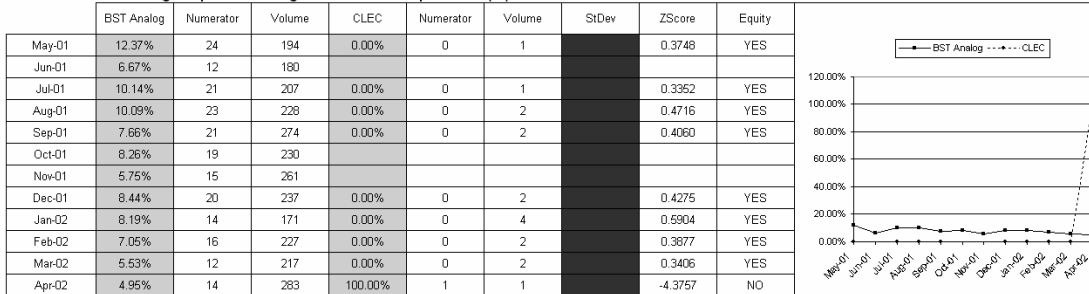 BST Analog Numerator Volume CLEC Numerator Volume StDev ZScore Equity
May-01 12.37% 24 194 0.00% 0 1 0.3748 YES
Jun-01 6.67% 12 180
Jul-01 10.14% 21 207 0.00% 0 1 0.3352 YES
Aug-01 10.09% 23 228 0.00% 0 2 0.4716 YES
Sep-01 7.66% 21 274 0.00% 0 2 0.4060 YES
Oct-01 8.26% 19 230
Nov-01 5.75% 15 261
Dec-01 8.44% 20 237 0.00% 0 2 0.4275 YES
Jan-02 8.19% 14 171 0.00% 0 4 0.5904 YES
Feb-02 7.05% 16 227 0.00% 0 2 0.3877 YES
Mar-02 5.53% 12 217 0.00% 0 2 0.3406 YES
Apr-02 4.95% 14 283 100.00% 1 1 -4.3757 NO
BST Analog CLEC
120.00%
100.00%
80.00%
60.00%
40.00%
20.00%
0.00%
May-01 Jun-01 Jul-01 Aug-01 Sep-01 Oct-01 Nov-01 Dec-01 Jan-02 Feb-02 Mar-02 Apr-02